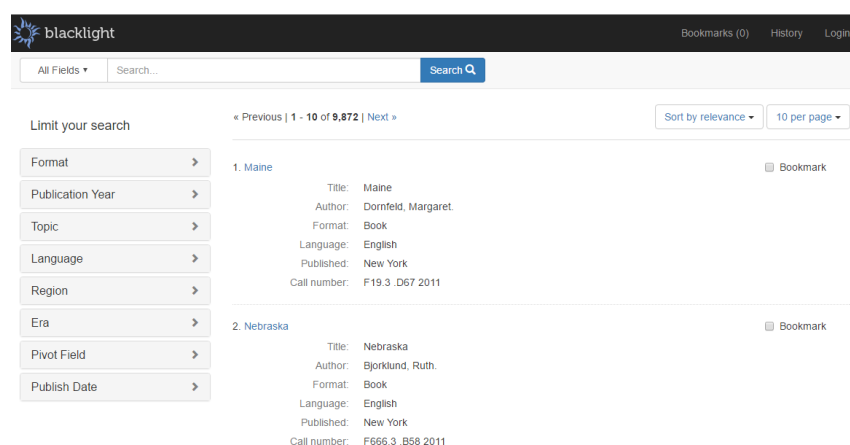 blacklight
Bookmarks (0) History Login
All Fields Search... Search
Limit your search
Format
Publication Year
Topic
Language
Region
Era
Pivot Field
Publish Date
« Previous | 1 - 10 of 9,872 | Next »
Sort by relevance 10 per page
1. Maine Bookmark
Title: Maine
Author: Dornfeld, Margaret.
Format: Book
Language: English
Published: New York
Call number: F19.3 .D67 2011
2. Nebraska Bookmark
Title: Nebraska
Author: Bjorklund, Ruth.
Format: Book
Language: English
Published: New York
Call number: F666.3 .B58 2011